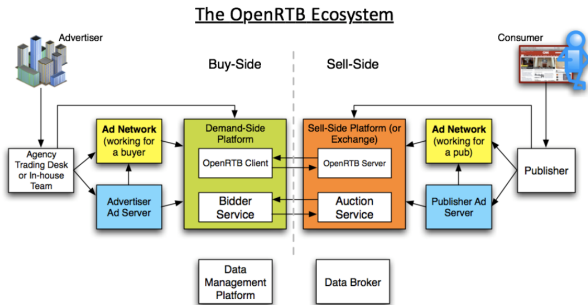 The OpenRTB Ecosystem
Advertiser
Consumer
Buy-Side
Sell-Side
Agency
Trading Desk
or In-house
Team
Ad Network
(working for
a buyer
Advertiser
Ad Server
Demand-Side
Platform
OpenRTB Client
Bidder
Service
Sell-Side Platform (or
Exchange)
OpenRTB Server
Auction
Service
Ad Network
(working for
a pub)
Publisher Ad
Server
Publisher
Data
Management
Platform
Data Broker